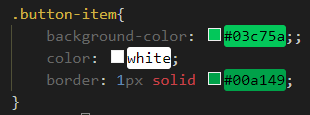 .button-item{
background-color: #03c75a;;
color: white;
border: 1px solid #00a149;
}